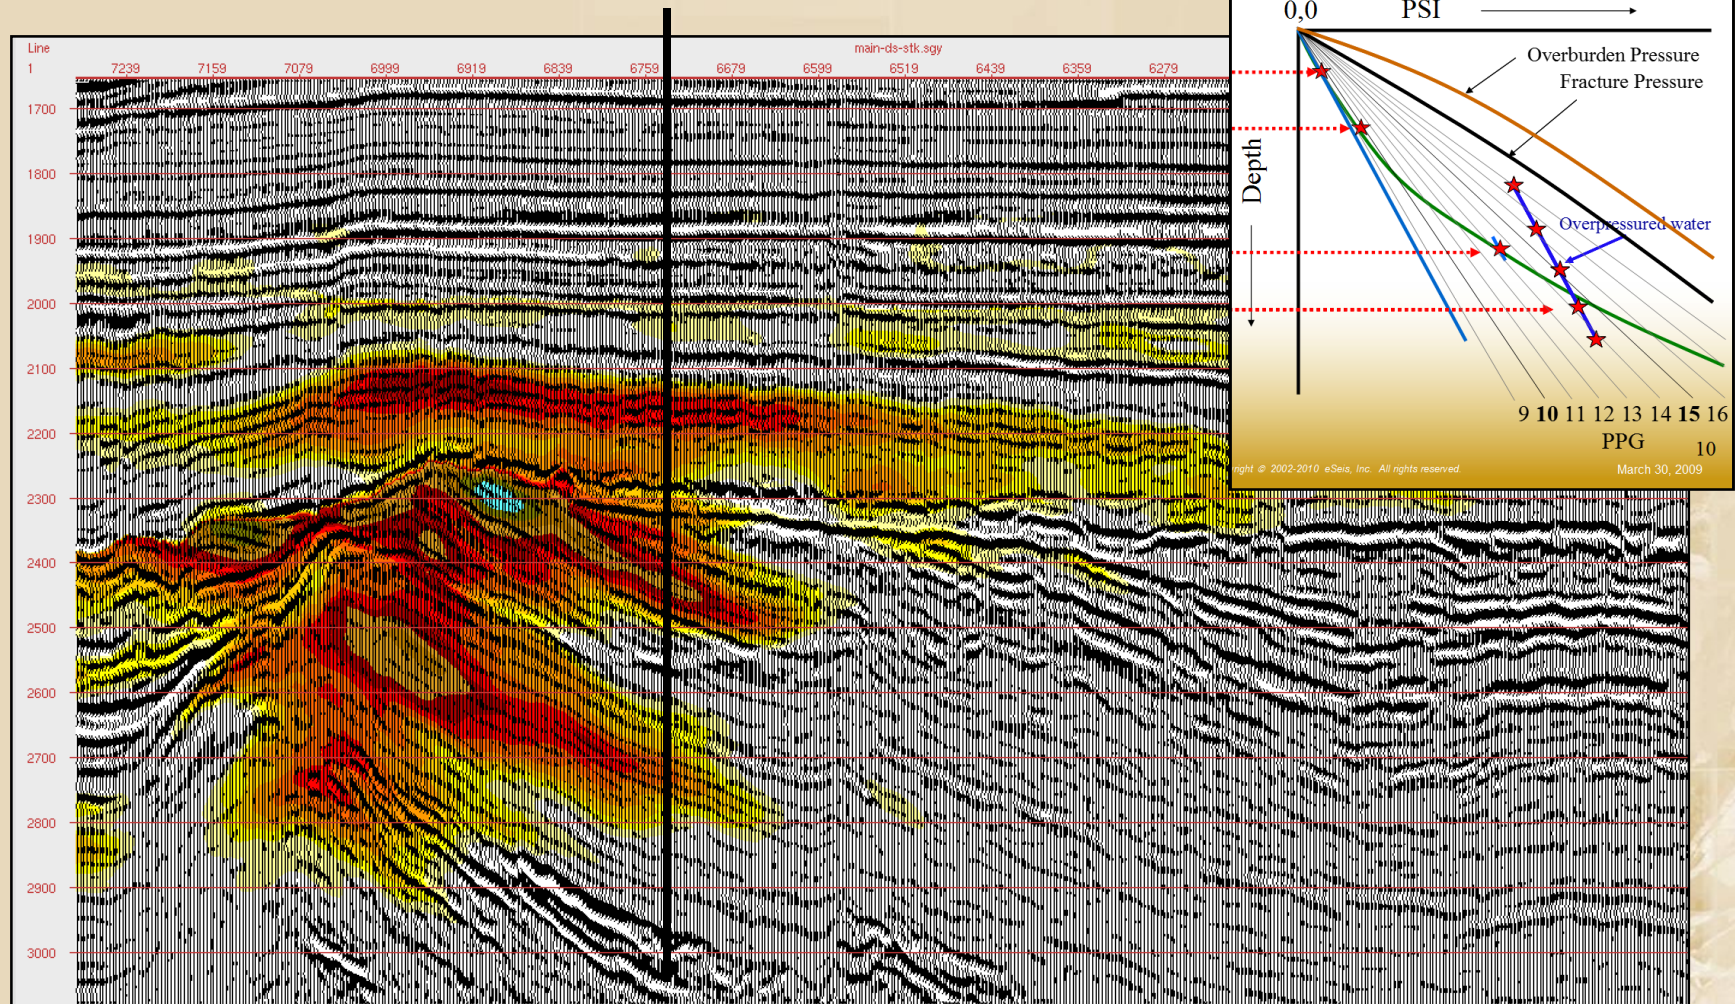 Line
main-ds-stk.sgy
1
7239 7159 7079 6999 6919 6839 6759 6679 6599 6519 6439 6359 6279
1700
1800
1900
2000
2100
2200
2300
2400
2500
2600
2700
2800
2900
3000
0,0 PSI
Overburden Pressure
Fracture Pressure
Depth
Overpressured water
9 10 11 12 13 14 15 16
PPG
10
© 2002-2010 eSeis, Inc. All rights reserved.
March 30, 2009